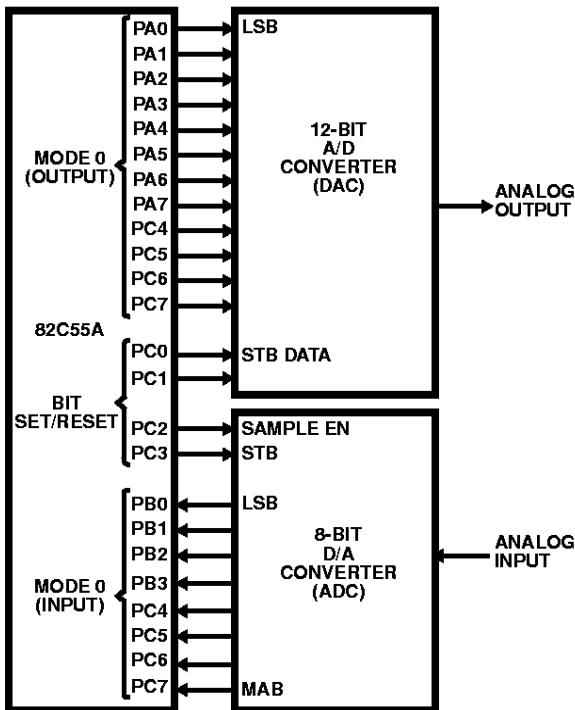 PA0 LSB
PA1
PA2
PA3
PA4
PA5
PA6
PA7
PC4
PC5
PC6
PC7
MODE 0
(OUTPUT)
12-BIT
A/D
CONVERTER
(DAC)
ANALOG
OUTPUT
82C55A
PC0 STB DATA
PC1
BIT
SET/RESET
PC2 SAMPLE EN
PC3 STB
PB0 LSB
PB1
PB2
PB3
PC4
PC5
PC6
PC7 MAB
MODE 0
(INPUT)
8-BIT
D/A
CONVERTER
(ADC)
ANALOG
INPUT